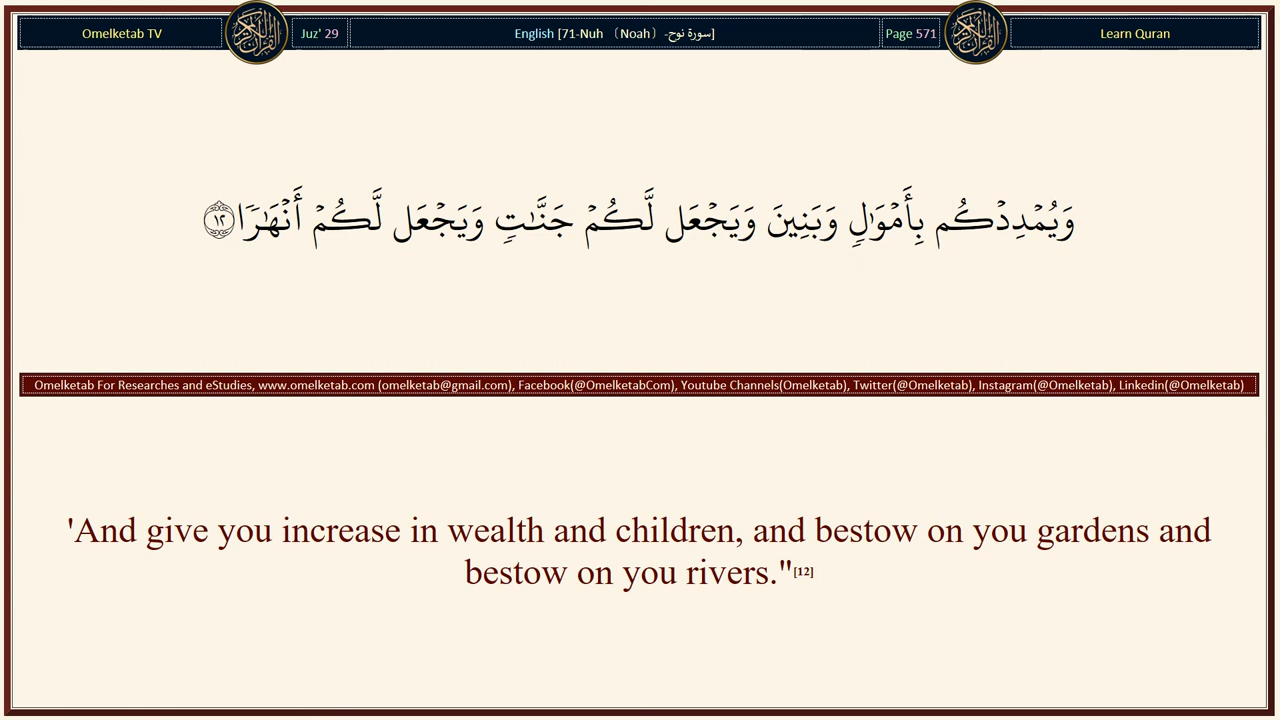 Omelketab TV
Juz' 29
English [71-Nuh （Noah）-سورة نوح]
Page 571
Learn Quran
وَيُمۡدِدۡكُم بِأَمۡوَٰلٖ وَبَنِينَ وَيَجۡعَل لَّكُمۡ جَنَّـٰتٖ وَيَجۡعَل لَّكُمۡ أَنۡهَٰرٗا ١٢
Omelketab For Researches and eStudies, www.omelketab.com (omelketab@gmail.com), Facebook(@OmelketabCom), Youtube Channels(Omelketab), Twitter(@Omelketab), Instagram(@Omelketab), Linkedin(@Omelketab)
'And give you increase in wealth and children, and bestow on you gardens and
bestow on you rivers."[12]